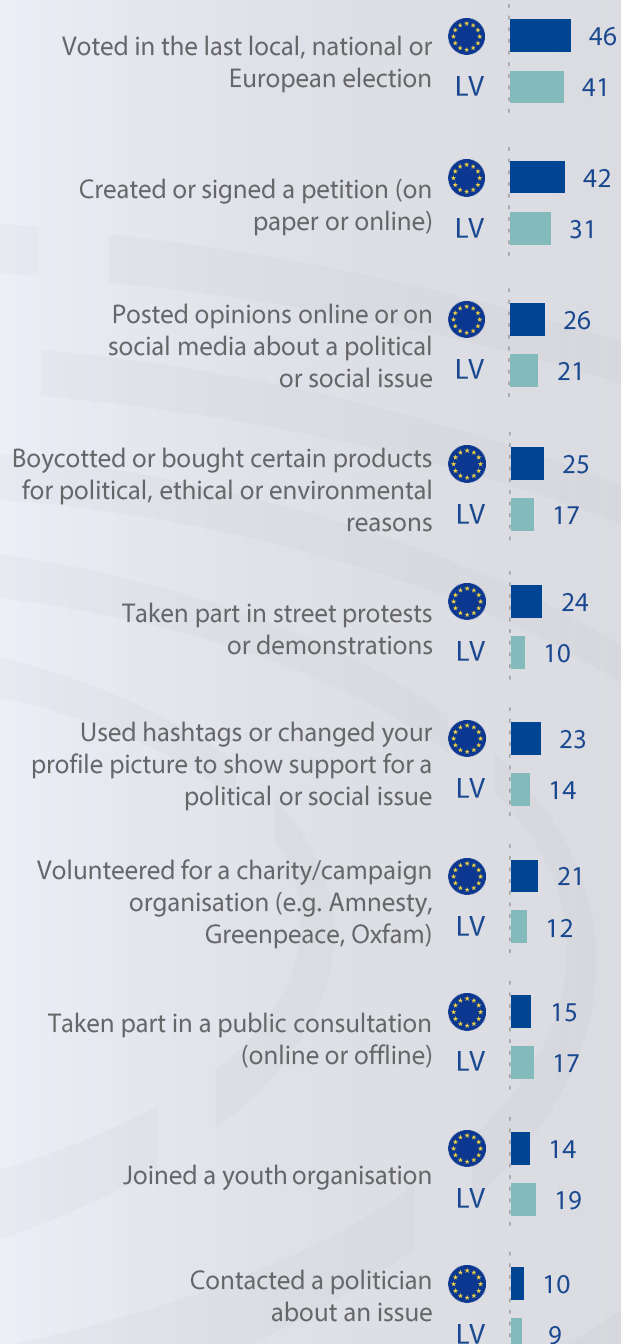 Voted in the last local, national or
European election
46
LV
41
Created or signed a petition (on
paper or online)
42
LV
31
Posted opinions online or on
social media about a political
or social issue
26
LV
21
Boycotted or bought certain products
for political, ethical or environmental
reasons
25
LV
17
Taken part in street protests
or demonstrations
24
LV
10
Used hashtags or changed your
profile picture to show support for a
political or social issue
23
LV
14
Volunteered for a charity/campaign
organisation (e.g. Amnesty,
Greenpeace, Oxfam)
21
LV
12
Taken part in a public consultation
(online or offline)
15
LV
17
Joined a youth organisation
14
LV
19
Contacted a politician
about an issue
10
LV
9